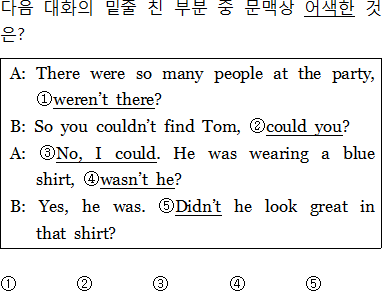 다음 대화의 밑줄 친 부분 중 문맥상 어색한 것
은?
A: There were so many people at the party,
①weren't there?
B: So you couldn't find Tom, ②could you?
A: ③No, I could. He was wearing a blue
shirt, ④wasn't he?
B: Yes, he was. ⑤Didn't he look great in
that shirt?
① ② ③ ④ ⑤